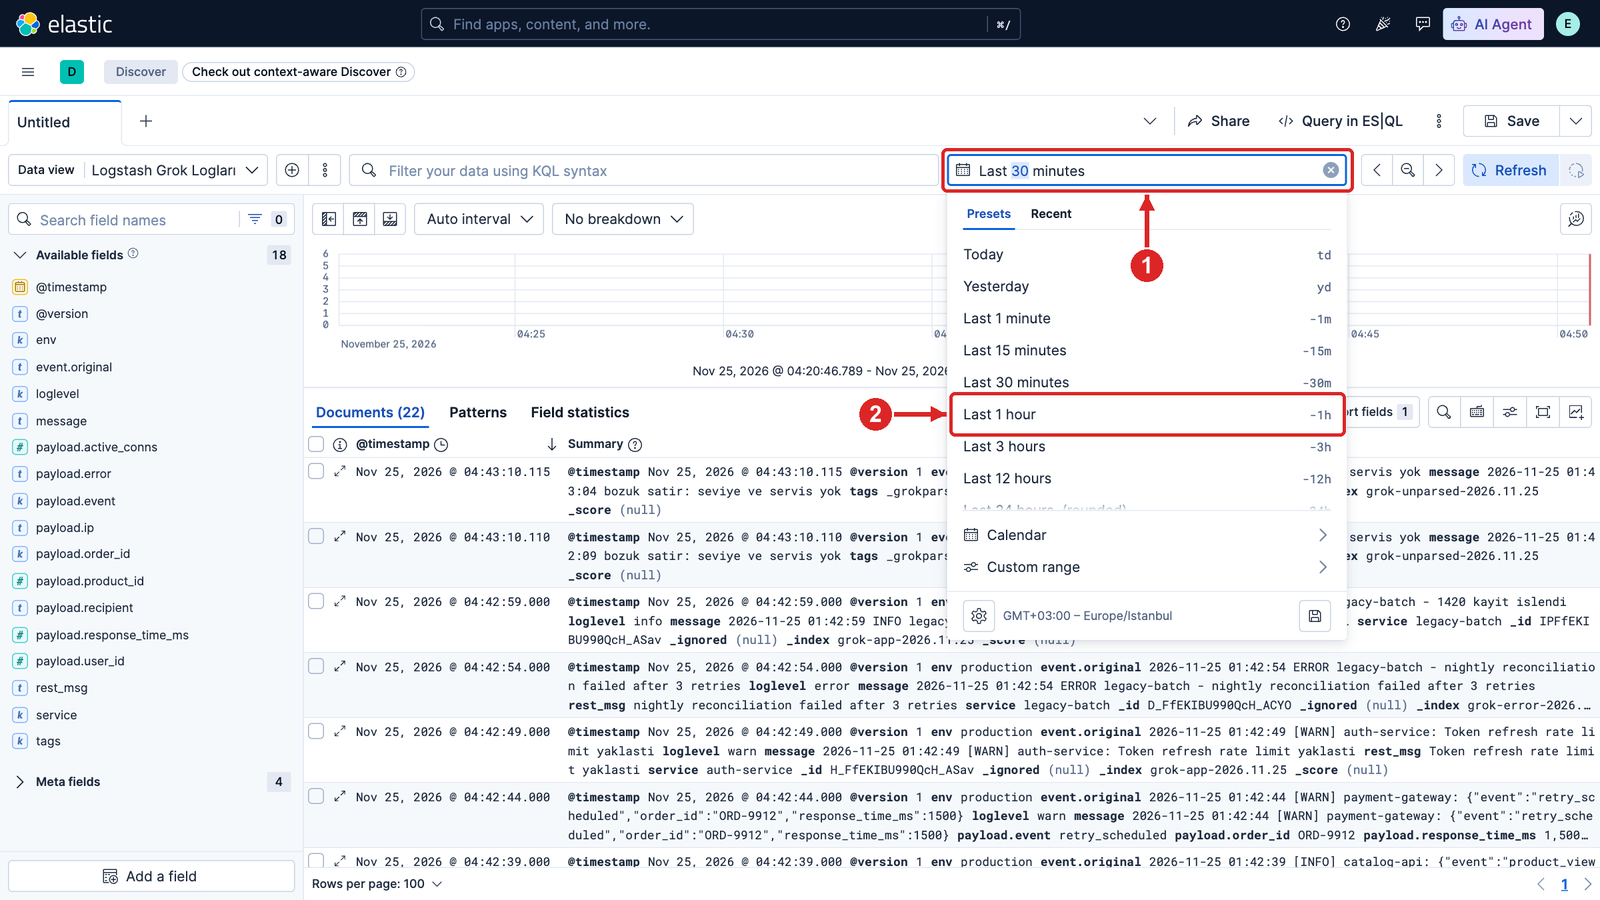 elastic
Find apps, content, and more.
⌘/
AI Agent
E
D
Discover
Check out context-aware Discover
Untitled
Share
Query in ES|QL
Save
Data view
Logstash Grok Logları
Filter your data using KQL syntax
Last 30 minutes
Refresh
Search field names
0
Auto interval
No breakdown
Presets
Recent
Available fields
18
@timestamp
@version
env
event.original
loglevel
message
payload.active_conns
payload.error
payload.event
payload.ip
payload.order_id
payload.product_id
payload.recipient
payload.response_time_ms
payload.user_id
rest_msg
service
tags
Meta fields
4
Add a field
6
5
4
3
2
1
0
04:25
04:30
04
04:45
04:50
November 25, 2026
Nov 25, 2026 @ 04:20:46.789 - Nov 25, 2026
Today
td
Yesterday
yd
Last 1 minute
-1m
Last 15 minutes
-15m
Last 30 minutes
-30m
Last 1 hour
-1h
Last 3 hours
-3h
Last 12 hours
-12h
Last 24 hours (rounded)
Calendar
Custom range
GMT+03:00 – Europe/Istanbul
1
2
Documents (22)
Patterns
Field statistics
rt fields 1
@timestamp
Summary
Nov 25, 2026 @ 04:43:10.115
@timestamp Nov 25, 2026 @ 04:43:10.115 @version 1 env
servis yok message 2026-11-25 01:4
3:04 bozuk satir: seviye ve servis yok tags _grokpars
ex grok-unparsed-2026.11.25
_score (null)
Nov 25, 2026 @ 04:43:10.110
@timestamp Nov 25, 2026 @ 04:43:10.110 @version 1 env
servis yok message 2026-11-25 01:4
2:09 bozuk satir: seviye ve servis yok tags _grokpars
ex grok-unparsed-2026.11.25
_score (null)
Nov 25, 2026 @ 04:42:59.000
@timestamp Nov 25, 2026 @ 04:42:59.000 @version 1 env
gacy-batch - 1420 kayit islendi
loglevel info message 2026-11-25 01:42:59 INFO legacy
service legacy-batch _id IPFfEKI
BU990QcH_ASav _ignored (null) _index grok-app-2026.11.25 _score (null)
Nov 25, 2026 @ 04:42:54.000
@timestamp Nov 25, 2026 @ 04:42:54.000 @version 1 env production event.original 2026-11-25 01:42:54 ERROR legacy-batch - nightly reconciliatio
n failed after 3 retries loglevel error message 2026-11-25 01:42:54 ERROR legacy-batch - nightly reconciliation failed after 3 retries
rest_msg nightly reconciliation failed after 3 retries service legacy-batch _id D_FfEKIBU990QcH_ACYO _ignored (null) _index grok-error-2026.…
Nov 25, 2026 @ 04:42:49.000
@timestamp Nov 25, 2026 @ 04:42:49.000 @version 1 env production event.original 2026-11-25 01:42:49 [WARN] auth-service: Token refresh rate li
mit yaklasti loglevel warn message 2026-11-25 01:42:49 [WARN] auth-service: Token refresh rate limit yaklasti rest_msg Token refresh rate limi
t yaklasti service auth-service _id H_FfEKIBU990QcH_ASav _ignored (null) _index grok-app-2026.11.25 _score (null)
Nov 25, 2026 @ 04:42:44.000
@timestamp Nov 25, 2026 @ 04:42:44.000 @version 1 env production event.original 2026-11-25 01:42:44 [WARN] payment-gateway: {"event":"retry_sc
heduled","order_id":"ORD-9912","response_time_ms":1500} loglevel warn message 2026-11-25 01:42:44 [WARN] payment-gateway: {"event":"retry_sche
duled","order_id":"ORD-9912","response_time_ms":1500} payload.event retry_scheduled payload.order_id ORD-9912 payload.response_time_ms 1,500…
Nov 25, 2026 @ 04:42:39.000
@timestamp Nov 25, 2026 @ 04:42:39.000 @version 1 env production event.original 2026-11-25 01:42:39 [INFO] catalog-api: {"event":"product_view
Rows per page: 100
1